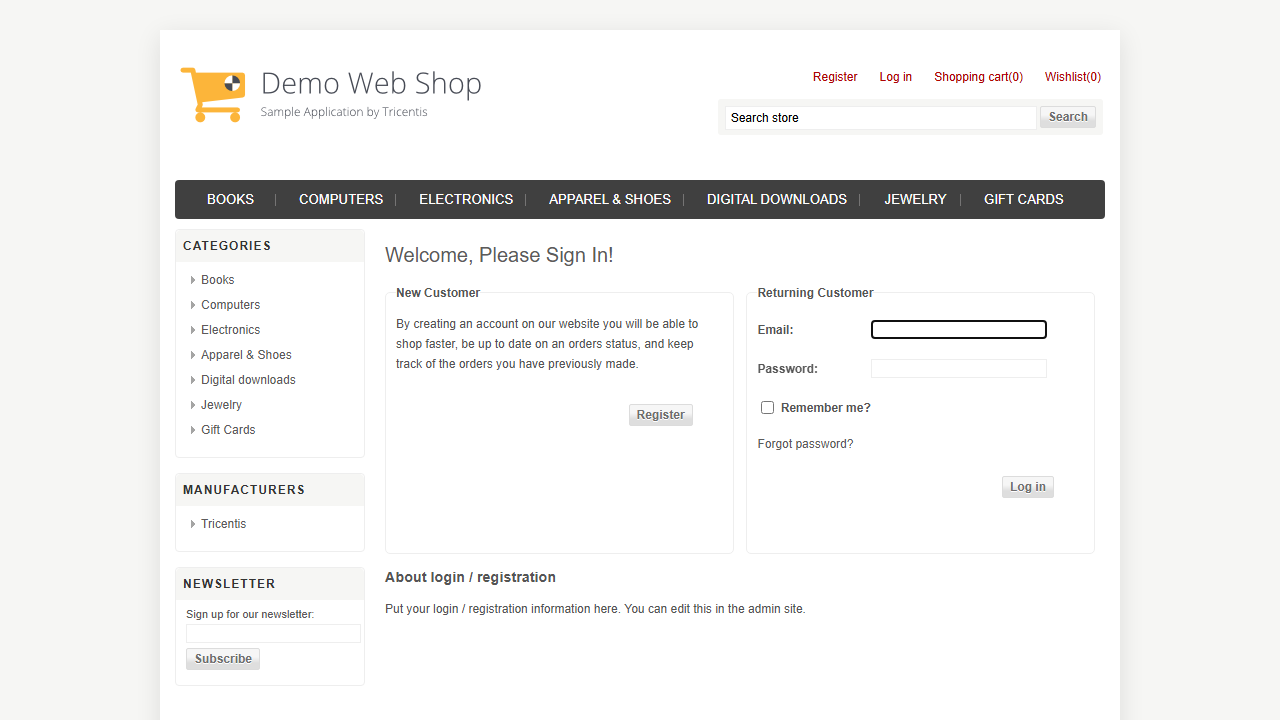 Demo Web Shop
Sample Application by Tricentis
Register Log in Shopping cart(0) Wishlist(0)
Search store Search
BOOKS COMPUTERS ELECTRONICS APPAREL & SHOES DIGITAL DOWNLOADS JEWELRY GIFT CARDS
CATEGORIES
Books
Computers
Electronics
Apparel & Shoes
Digital downloads
Jewelry
Gift Cards
MANUFACTURERS
Tricentis
NEWSLETTER
Sign up for our newsletter:
Subscribe
Welcome, Please Sign In!
New Customer
By creating an account on our website you will be able to
shop faster, be up to date on an orders status, and keep
track of the orders you have previously made.
Register
Returning Customer
Email:
Password:
Remember me?
Forgot password?
Log in
About login / registration
Put your login / registration information here. You can edit this in the admin site.